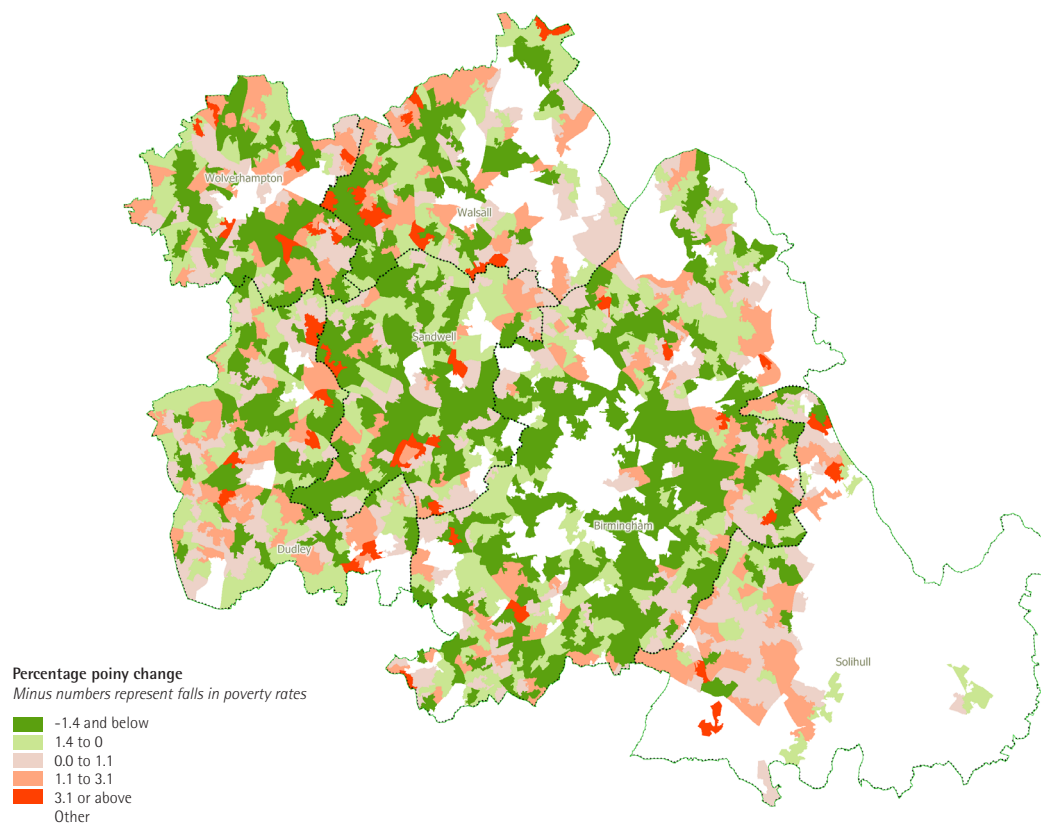 Wolverhampton
Walsall
Sandwell
Birmingham
Dudley
Solihull
Percentage poiny change
Minus numbers represent falls in poverty rates
-1.4 and below
1.4 to 0
0.0 to 1.1
1.1 to 3.1
3.1 or above
Other